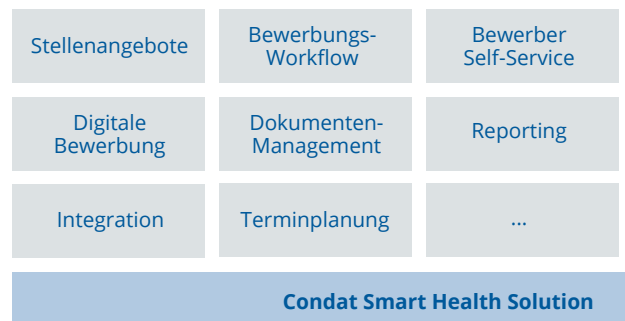 Stellenangebote
Bewerbungs-
Workflow
Bewerber
Self-Service
Digitale
Bewerbung
Dokumenten-
Management
Reporting
Integration
Terminplanung
...
Condat Smart Health Solution